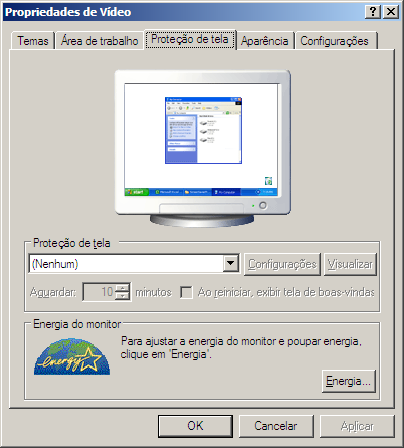 Propriedades de Vídeo
Temas Área de trabalho Proteção de tela Aparência Configurações
start
Proteção de tela
(Nenhum) Configurações Visualizar
Aguardar: 10 minutos Ao reiniciar, exibir tela de boas-vindas
Energia do monitor
energy
Para ajustar a energia do monitor e poupar energia,
clique em 'Energia'.
Energia...
OK Cancelar Aplicar